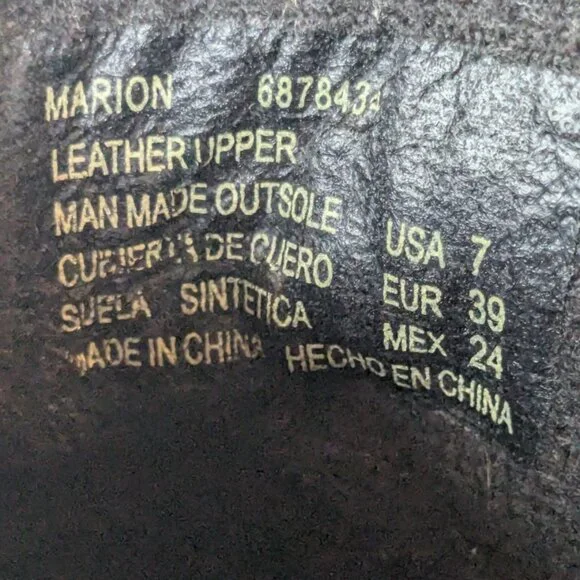 MARION 6878434
LEATHER UPPER
MAN MADE OUTSOLE
CUBIERTA DE CUERO
SUELA SINTETICA
MADE IN CHINA HECHO EN CHINA
USA 7
EUR 39
MEX 24